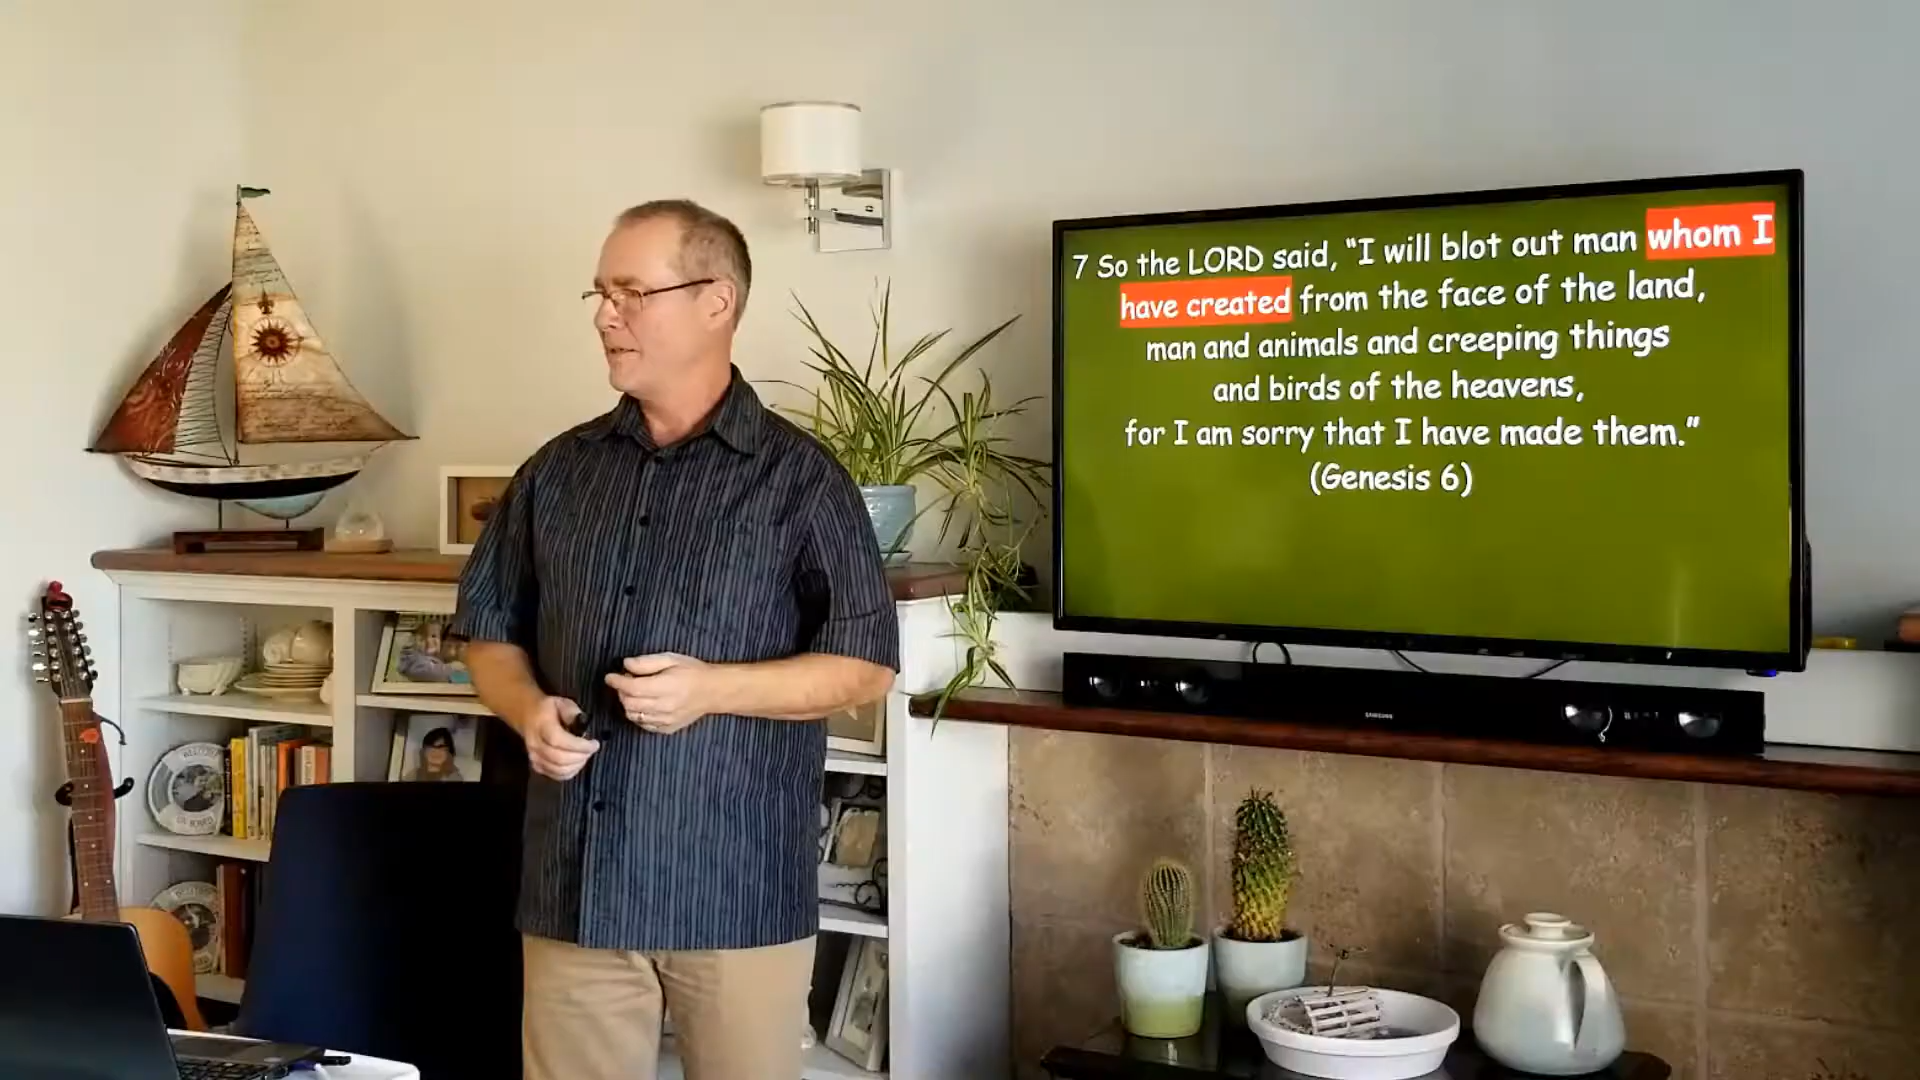 7 So the LORD said, “I will blot out man whom I
have created from the face of the land,
man and animals and creeping things
and birds of the heavens,
for I am sorry that I have made them.”
(Genesis 6)
SAMSUNG